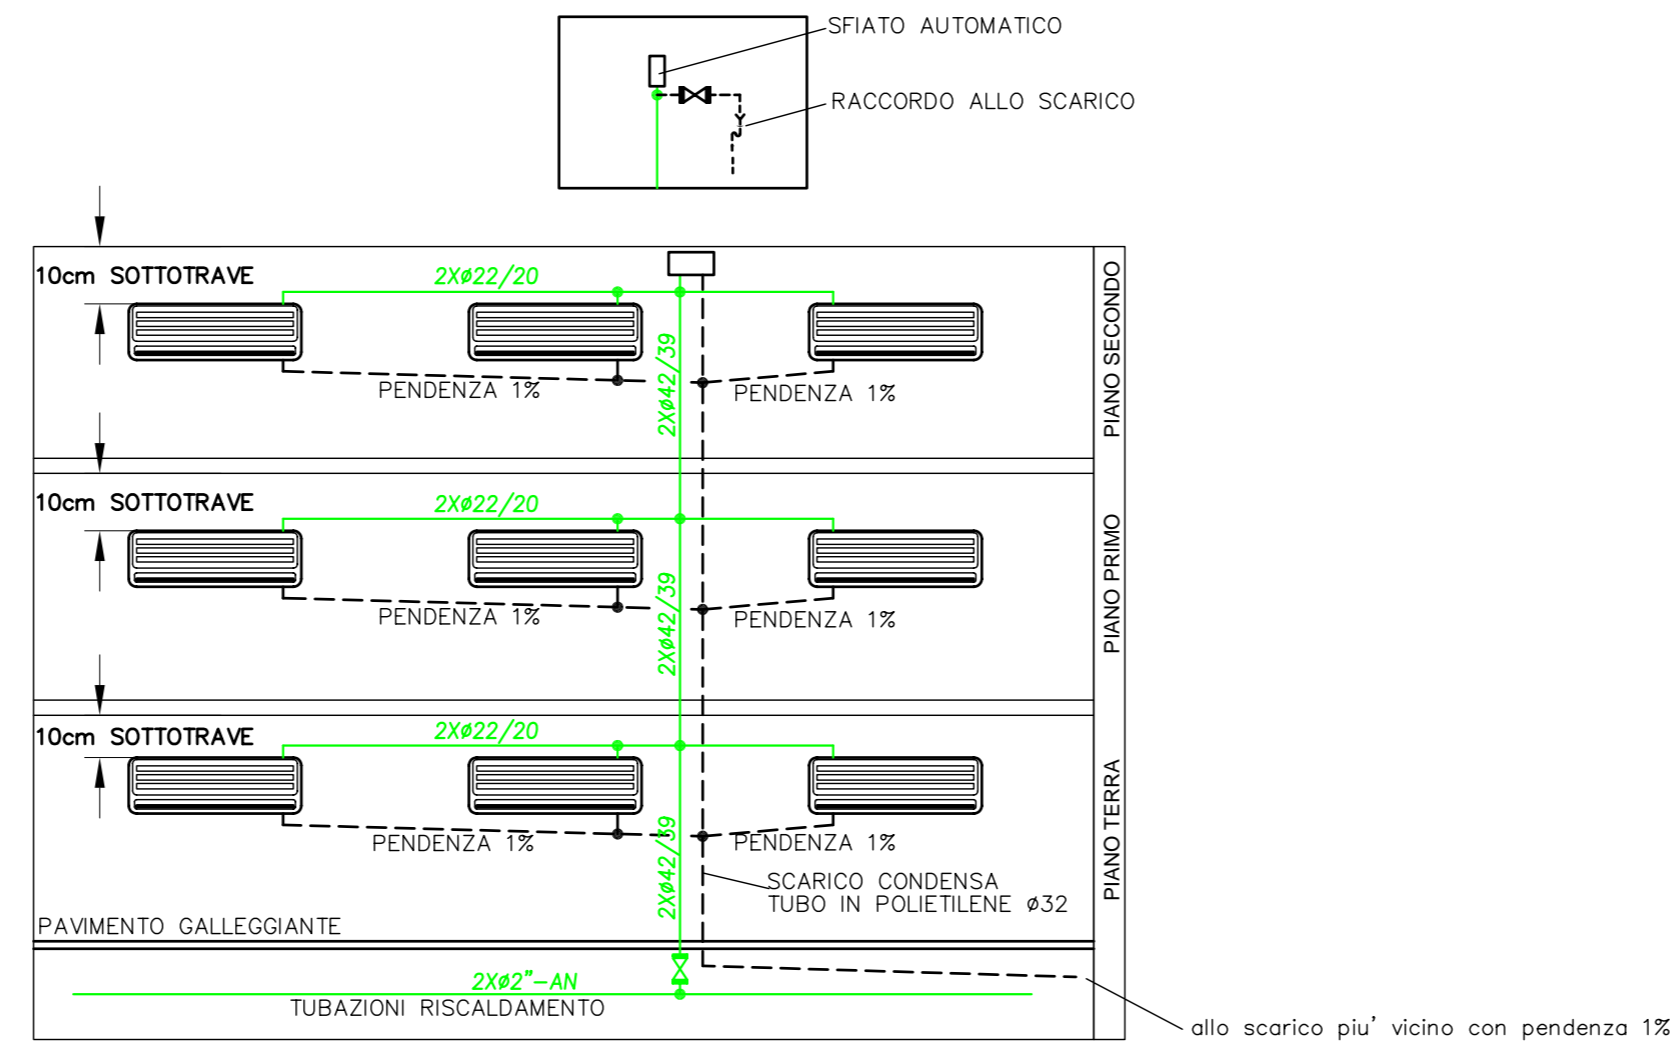 SFIATO AUTOMATICO
RACCORDO ALLO SCARICO
10cm SOTTOTRAVE
2Xø22/20
2Xø42/39
PENDENZA 1%
PENDENZA 1%
PIANO SECONDO
10cm SOTTOTRAVE
2Xø22/20
2Xø42/39
PENDENZA 1%
PENDENZA 1%
PIANO PRIMO
10cm SOTTOTRAVE
2Xø22/20
2Xø42/39
PENDENZA 1%
PENDENZA 1%
PIANO TERRA
SCARICO CONDENSA
TUBO IN POLIETILENE ø32
PAVIMENTO GALLEGGIANTE
2Xø2"-AN
TUBAZIONI RISCALDAMENTO
allo scarico piu' vicino con pendenza 1%